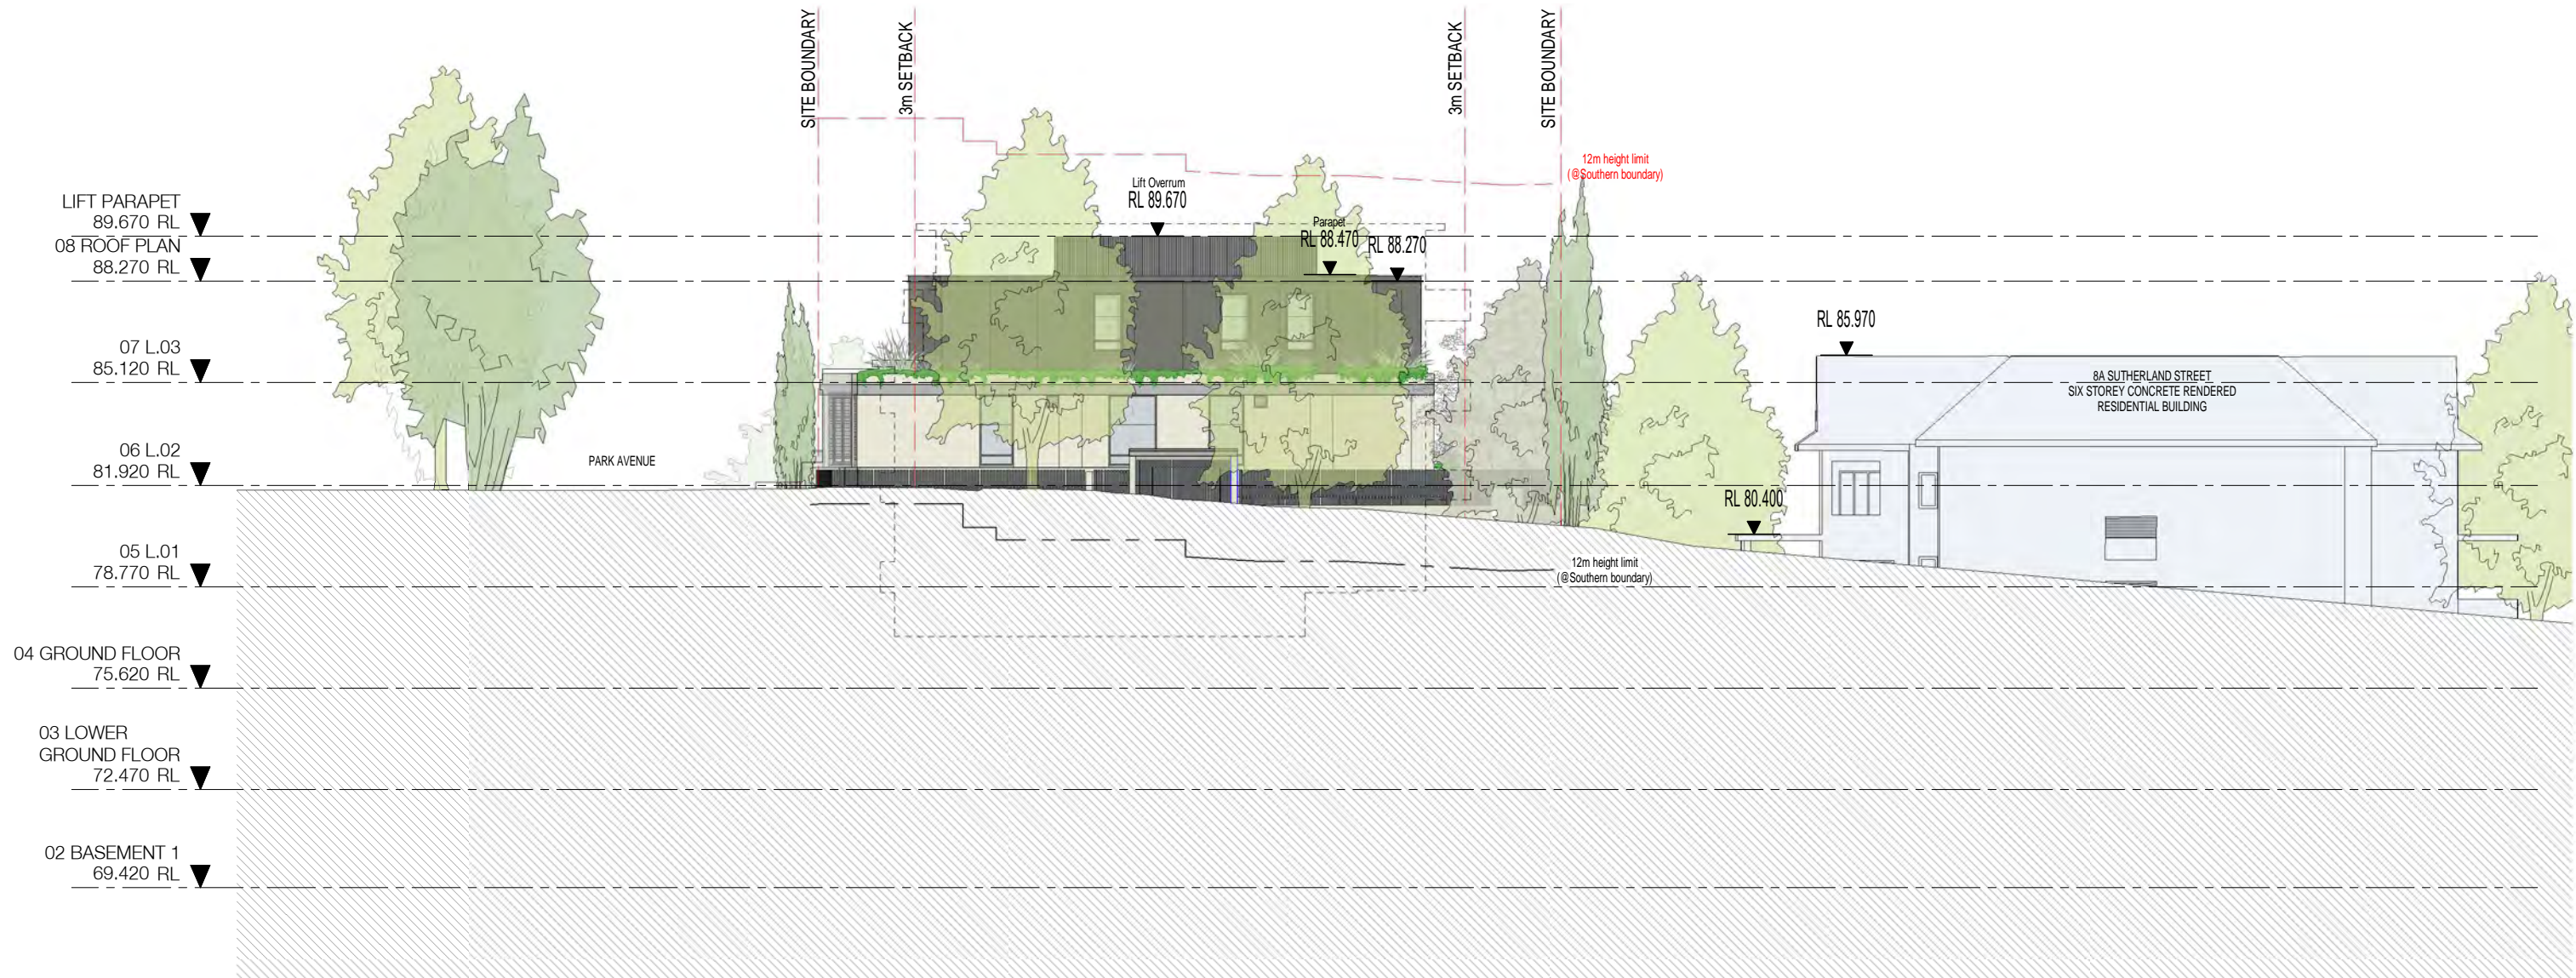 SITE BOUNDARY
3m SETBACK
3m SETBACK
SITE BOUNDARY
12m height limit
(@Southern boundary)
LIFT PARAPET
89.670 RL
08 ROOF PLAN
88.270 RL
Lift Overrum
RL 89.670
Parapet
RL 88.470
RL 88.270
07 L.03
85.120 RL
RL 85.970
8A SUTHERLAND STREET
SIX STOREY CONCRETE RENDERED
RESIDENTIAL BUILDING
06 L.02
81.920 RL
PARK AVENUE
RL 80.400
05 L.01
78.770 RL
12m height limit
(@Southern boundary)
04 GROUND FLOOR
75.620 RL
03 LOWER
GROUND FLOOR
72.470 RL
02 BASEMENT 1
69.420 RL